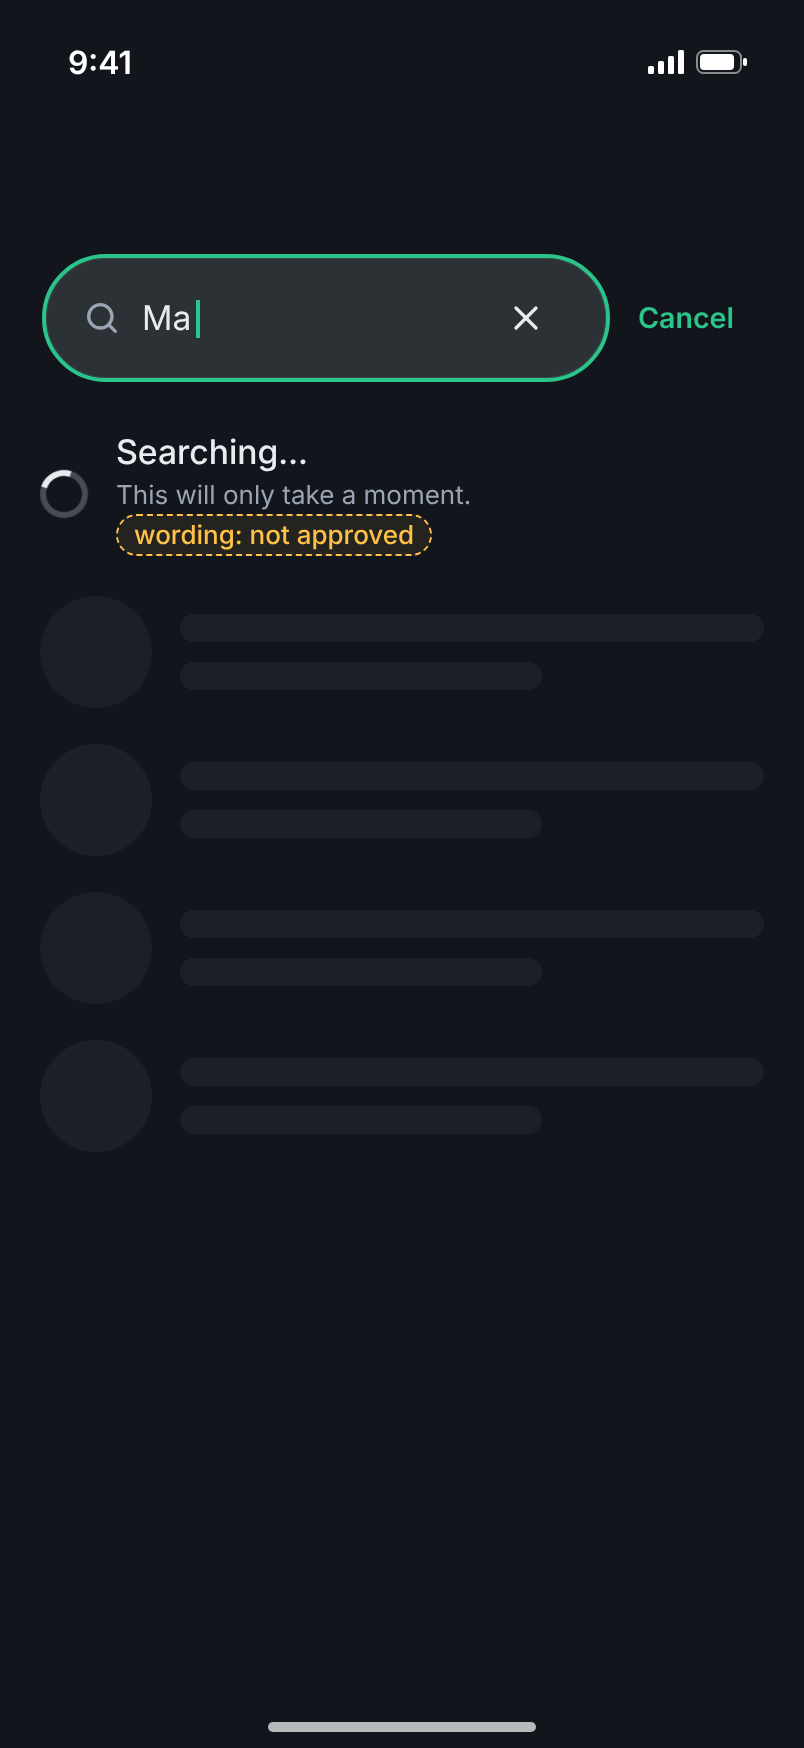 9:41
Ma
Cancel
Searching...
This will only take a moment.
wording: not approved